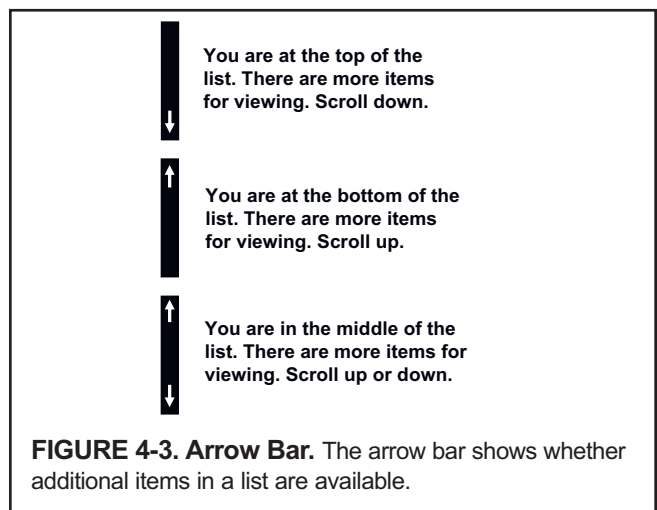 You are at the top of the
list. There are more items
for viewing. Scroll down.
You are at the bottom of the
list. There are more items
for viewing. Scroll up.
You are in the middle of the
list. There are more items for
viewing. Scroll up or down.
FIGURE 4-3. Arrow Bar. The arrow bar shows whether
additional items in a list are available.